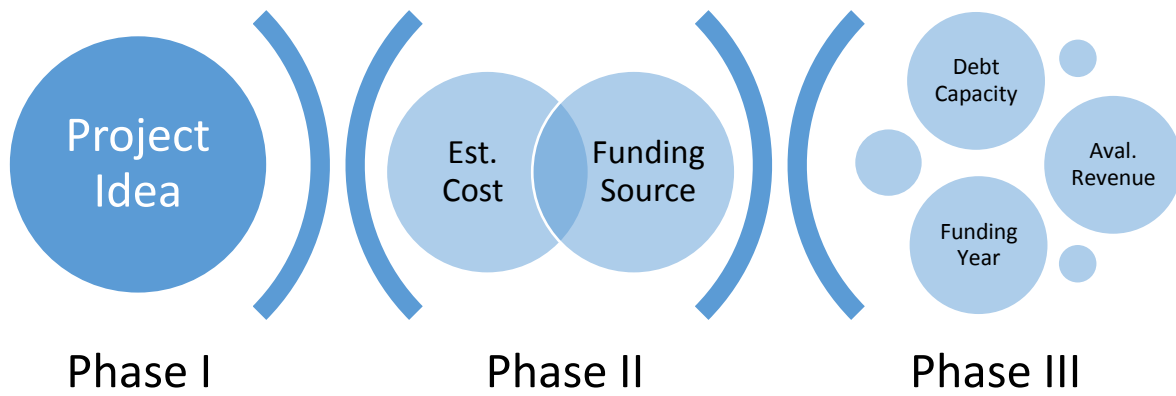 Project
Idea
Est.
Cost
Funding
Source
Debt
Capacity
Aval.
Revenue
Funding
Year
Phase I
Phase II
Phase III